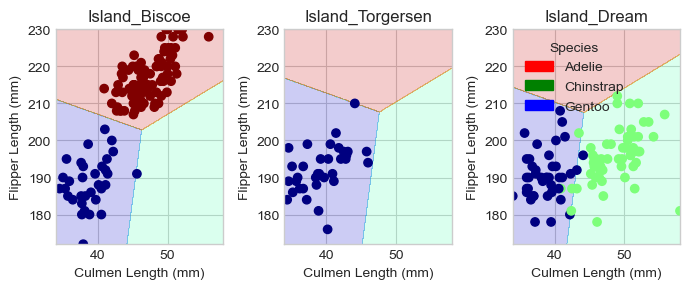 Island_Biscoe
230
220
210
200
190
180
40
50
Flipper Length (mm)
Culmen Length (mm)
Island_Torgersen
230
220
210
200
190
180
40
50
Flipper Length (mm)
Culmen Length (mm)
Island_Dream
230
220
210
200
190
180
40
50
Flipper Length (mm)
Culmen Length (mm)
Species
Adelie
Chinstrap
Gentoo